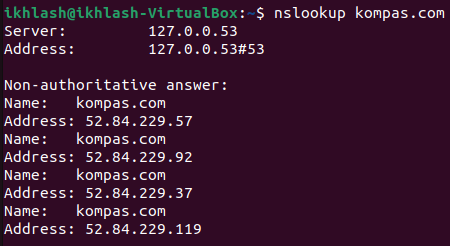 ikhlash@ikhlash-VirtualBox:~$ nslookup kompas.com
Server:         127.0.0.53
Address:        127.0.0.53#53

Non-authoritative answer:
Name:   kompas.com
Address: 52.84.229.57
Name:   kompas.com
Address: 52.84.229.92
Name:   kompas.com
Address: 52.84.229.37
Name:   kompas.com
Address: 52.84.229.119